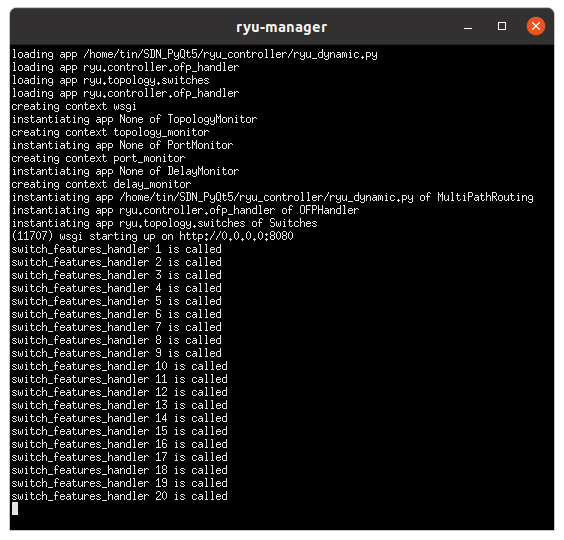 ryu-manager
loading app /home/tin/SDN_PyQt5/ryu_controller/ryu_dynamic.py
loading app ryu.controller.ofp_handler
loading app ryu.topology.switches
loading app ryu.controller.ofp_handler
creating context wsgi
instantiating app None of TopologyMonitor
creating context topology_monitor
instantiating app None of PortMonitor
creating context port_monitor
instantiating app None of DelayMonitor
creating context delay_monitor
instantiating app /home/tin/SDN_PyQt5/ryu_controller/ryu_dynamic.py of MultiPathRouting
instantiating app ryu.controller.ofp_handler of OFPHandler
instantiating app ryu.topology.switches of Switches
(11707) wsgi starting up on http://0.0.0.0:8080
switch_features_handler 1 is called
switch_features_handler 2 is called
switch_features_handler 3 is called
switch_features_handler 4 is called
switch_features_handler 5 is called
switch_features_handler 6 is called
switch_features_handler 7 is called
switch_features_handler 8 is called
switch_features_handler 9 is called
switch_features_handler 10 is called
switch_features_handler 11 is called
switch_features_handler 12 is called
switch_features_handler 13 is called
switch_features_handler 14 is called
switch_features_handler 15 is called
switch_features_handler 16 is called
switch_features_handler 17 is called
switch_features_handler 18 is called
switch_features_handler 19 is called
switch_features_handler 20 is called